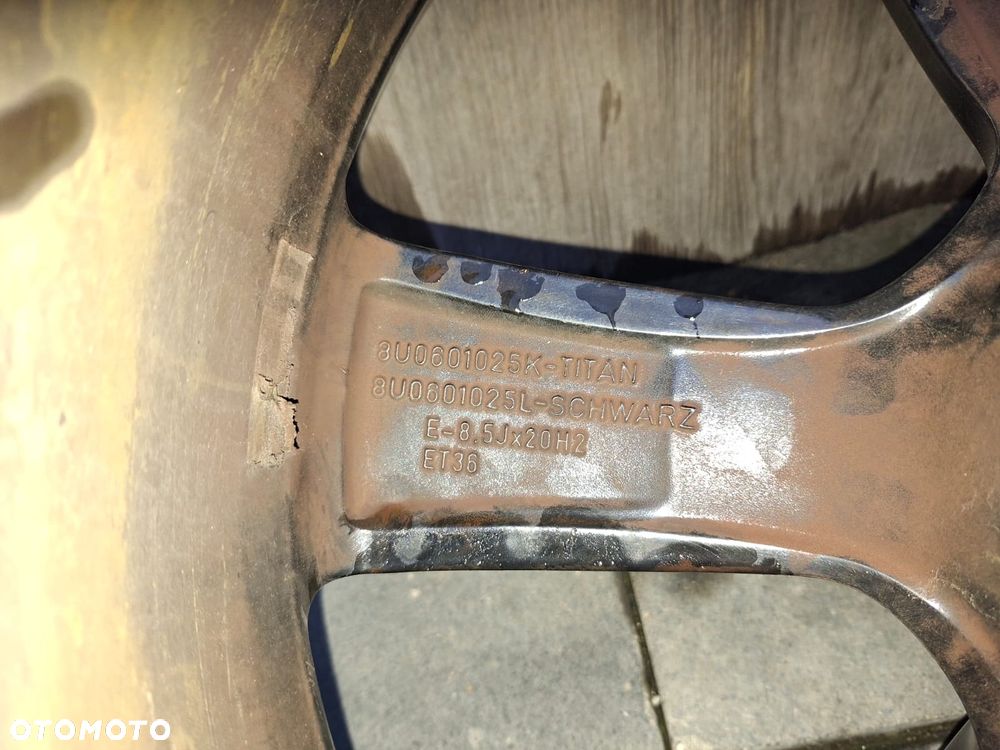 8U0601025K-TITAN
8U0601025L-SCHWARZ
E-8.5Jx20H2
ET36
OTOMOTO